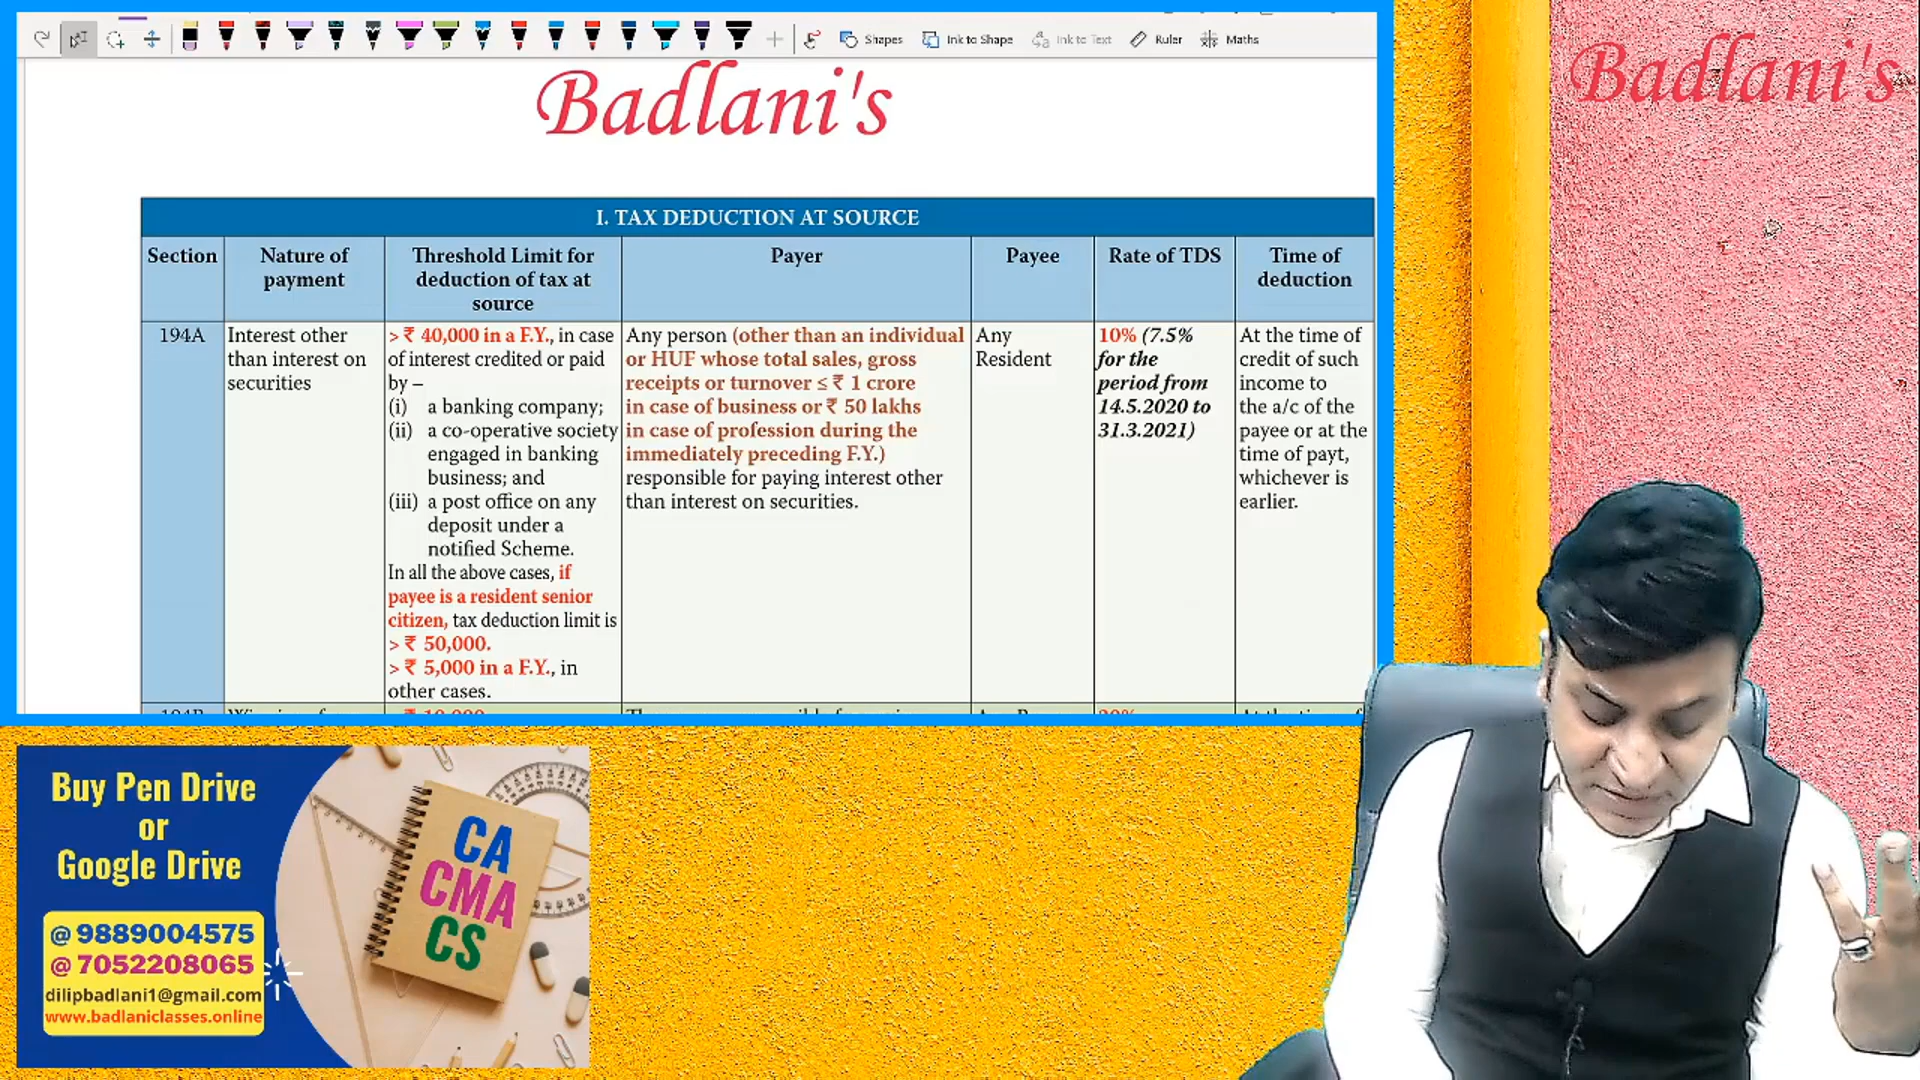 Shapes
Ink to Shape
Ink to Text
Ruler
Maths
Badlani's
Badlani's
I. TAX DEDUCTION AT SOURCE
Section
Nature of
payment
Threshold Limit for
deduction of tax at
source
Payer
Payee
Rate of TDS
Time of
deduction
194A
Interest other
than interest on
securities
> ₹ 40,000 in a F.Y., in case
of interest credited or paid
by –
(i) a banking company;
(ii) a co-operative society
engaged in banking
business; and
(iii) a post office on any
deposit under a
notified Scheme.
In all the above cases, if
payee is a resident senior
citizen, tax deduction limit is
> ₹ 50,000.
> ₹ 5,000 in a F.Y., in
other cases.
Any person (other than an individual
or HUF whose total sales, gross
receipts or turnover ≤ ₹ 1 crore
in case of business or ₹ 50 lakhs
in case of profession during the
immediately preceding F.Y.)
responsible for paying interest other
than interest on securities.
Any
Resident
10% (7.5%
for the
period from
14.5.2020 to
31.3.2021)
At the time of
credit of such
income to
the a/c of the
payee or at the
time of payt,
whichever is
earlier.
Buy Pen Drive
or
Google Drive
@ 9889004575
@ 7052208065
dilipbadlani1@gmail.com
www.badlaniclasses.online
CA
CMA
CS